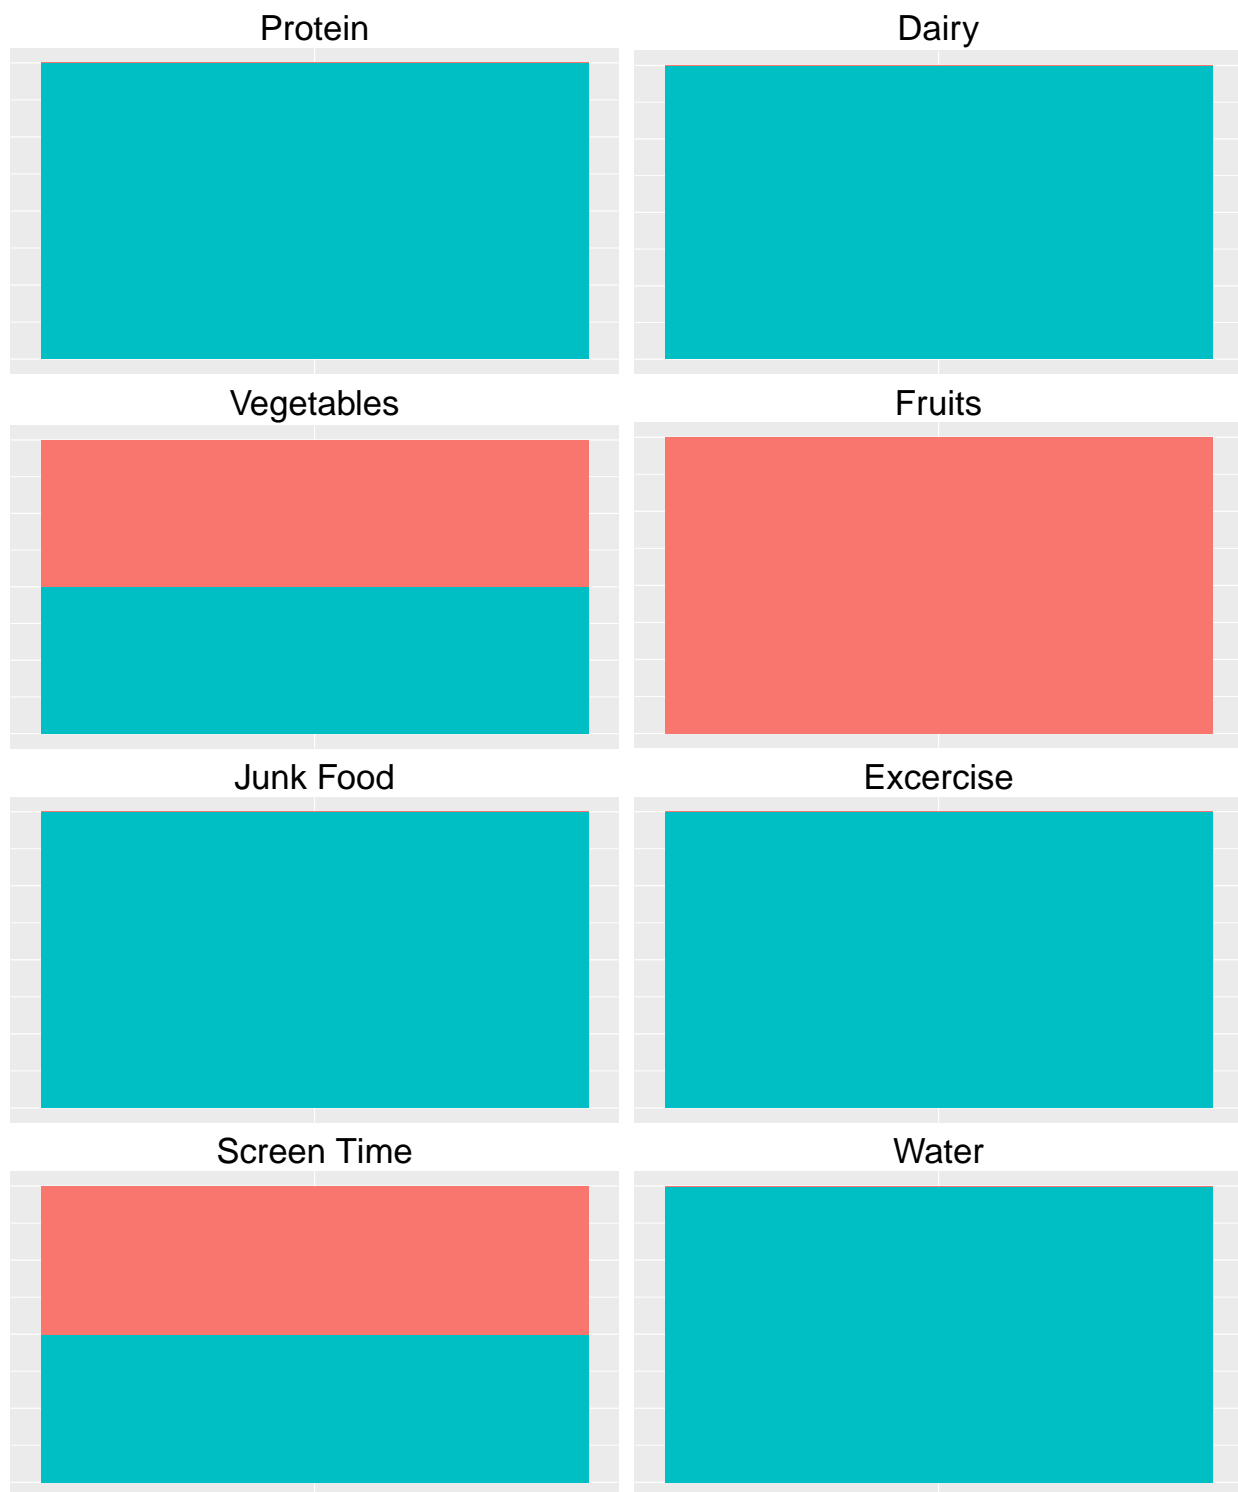 Protein
Dairy
Vegetables
Fruits
Junk Food
Excercise
Screen Time
Water